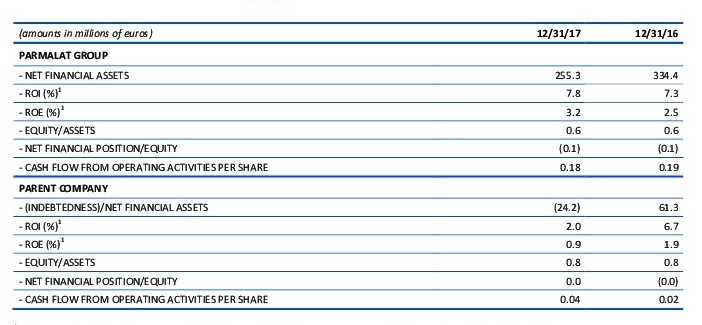 (amounts in millions of euros) 12/31/17 12/31/16
PARMALAT GROUP
- NET FINANCIAL ASSETS 255.3 334.4
- ROI (%)¹ 7.8 7.3
- ROE (%)¹ 3.2 2.5
- EQUITY/ASSETS 0.6 0.6
- NET FINANCIAL POSITION/EQUITY (0.1) (0.1)
- CASH FLOW FROM OPERATING ACTIVITIES PER SHARE 0.18 0.19
PARENT COMPANY
- (INDEBTEDNESS)/NET FINANCIAL ASSETS (24.2) 61.3
- ROI (%)¹ 2.0 6.7
- ROE (%)¹ 0.9 1.9
- EQUITY/ASSETS 0.8 0.8
- NET FINANCIAL POSITION/EQUITY 0.0 (0.0)
- CASH FLOW FROM OPERATING ACTIVITIES PER SHARE 0.04 0.02